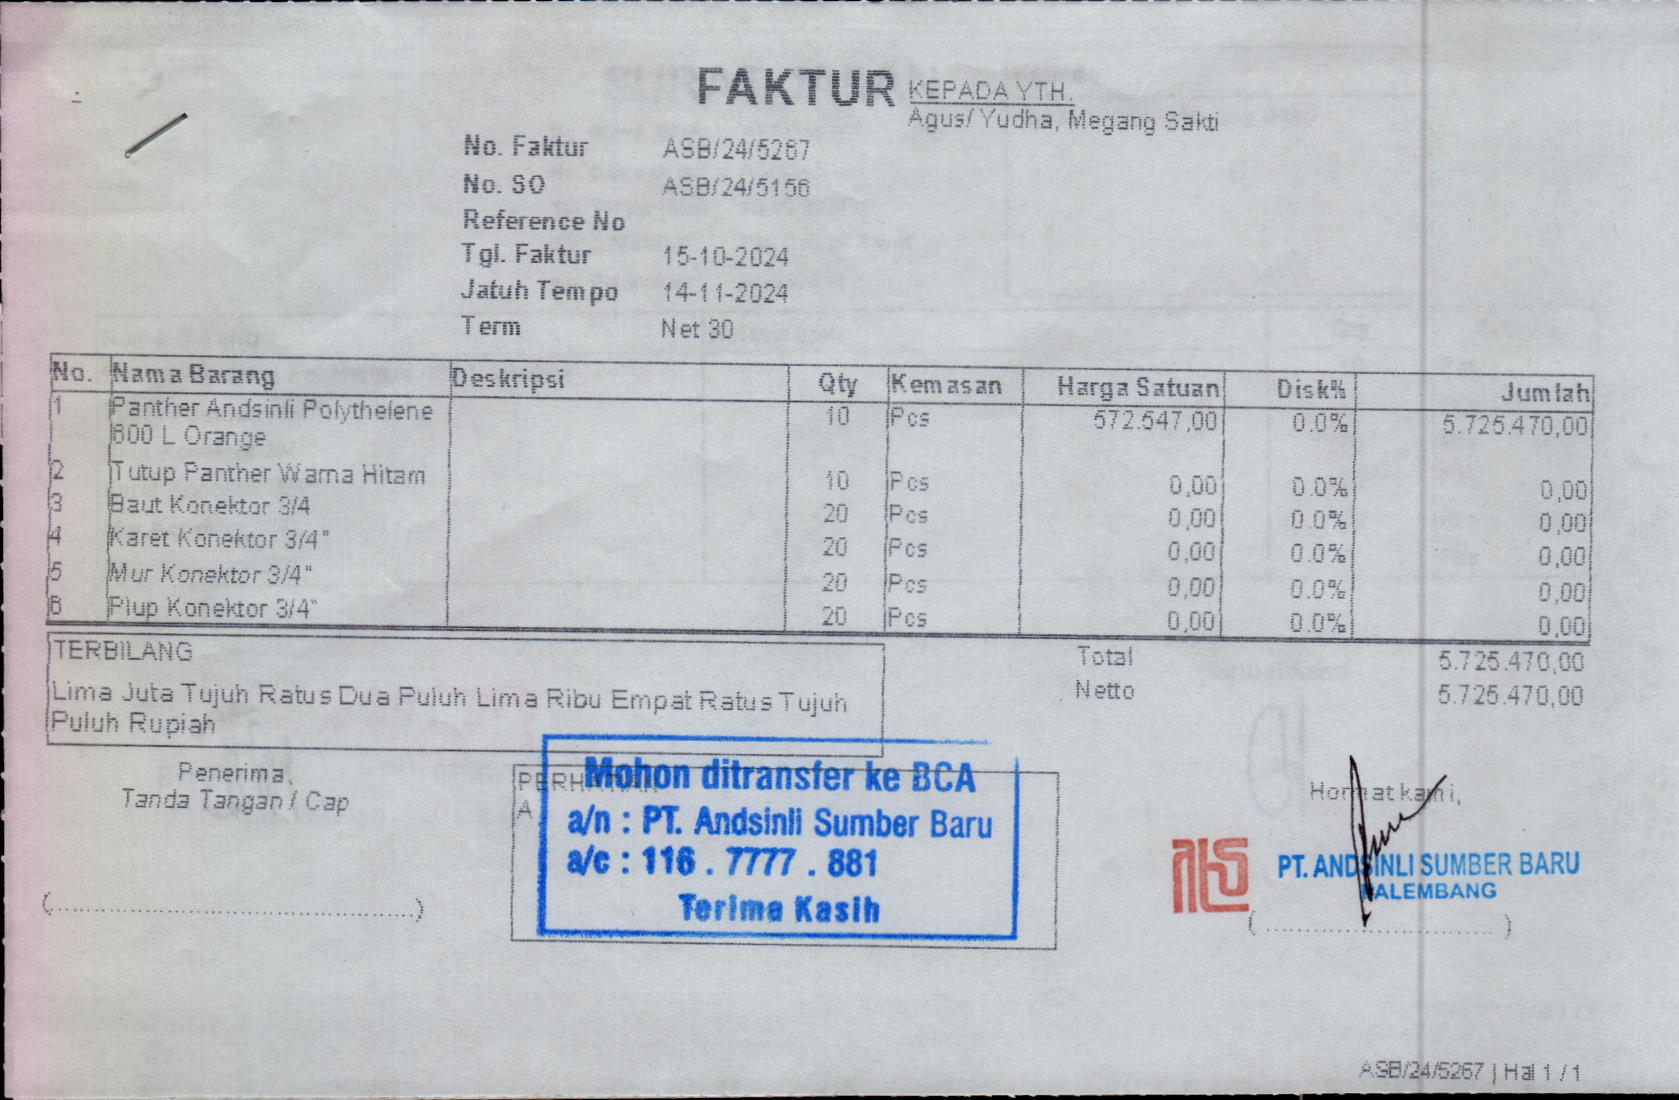 FAKTUR
KEPADA YTH.
Agus/ Yudha, Megang Sakti
No. Faktur ASB/24/5267
No. SO ASB/24/5156
Reference No
Tgl. Faktur 15-10-2024
Jatuh Tempo 14-11-2024
Term Net 30
No. Nama Barang Deskripsi Qty Kemasan Harga Satuan Disk% Jumlah
1 Panther Andsinli Polythelene 10 Pcs 572.547,00 0.0% 5.725.470,00
600 L Orange
2 Tutup Panther Warna Hitam 10 Pcs 0,00 0.0% 0,00
3 Baut Konektor 3/4 20 Pcs 0,00 0.0% 0,00
4 Karet Konektor 3/4" 20 Pcs 0,00 0.0% 0,00
5 Mur Konektor 3/4" 20 Pcs 0,00 0.0% 0,00
6 Plup Konektor 3/4" 20 Pcs 0,00 0.0% 0,00
TERBILANG
Lima Juta Tujuh Ratus Dua Puluh Lima Ribu Empat Ratus Tujuh
Puluh Rupiah
Total 5.725.470,00
Netto 5.725.470,00
Penerima,
Tanda Tangan / Cap
(................................................)
PERHATIAN
A
Mohon ditransfer ke BCA
a/n : PT. Andsinli Sumber Baru
a/c : 116 . 7777 . 881
Terima Kasih
Hormat kami,
PT. ANDSINLI SUMBER BARU
PALEMBANG
(................................)
ASB/24/5267 | Hal 1 / 1